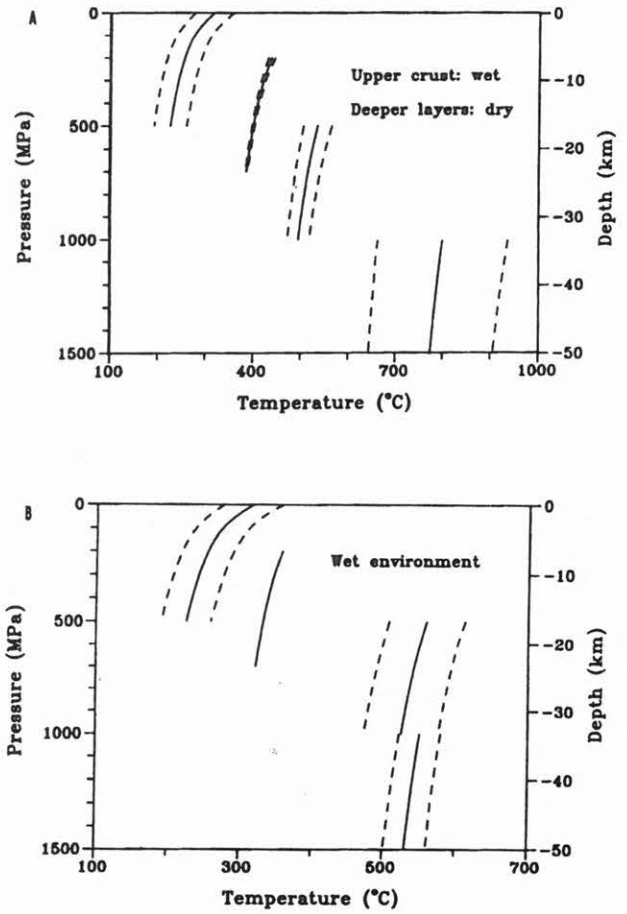 A
0
500
1000
1500
Pressure (MPa)
Upper crust: wet
Deeper layers: dry
0
−10
−20
−30
−40
−50
Depth (km)
100
400
700
1000
Temperature (°C)
B
0
500
1000
1500
Pressure (MPa)
Wet environment
0
−10
−20
−30
−40
−50
Depth (km)
100
300
500
700
Temperature (°C)